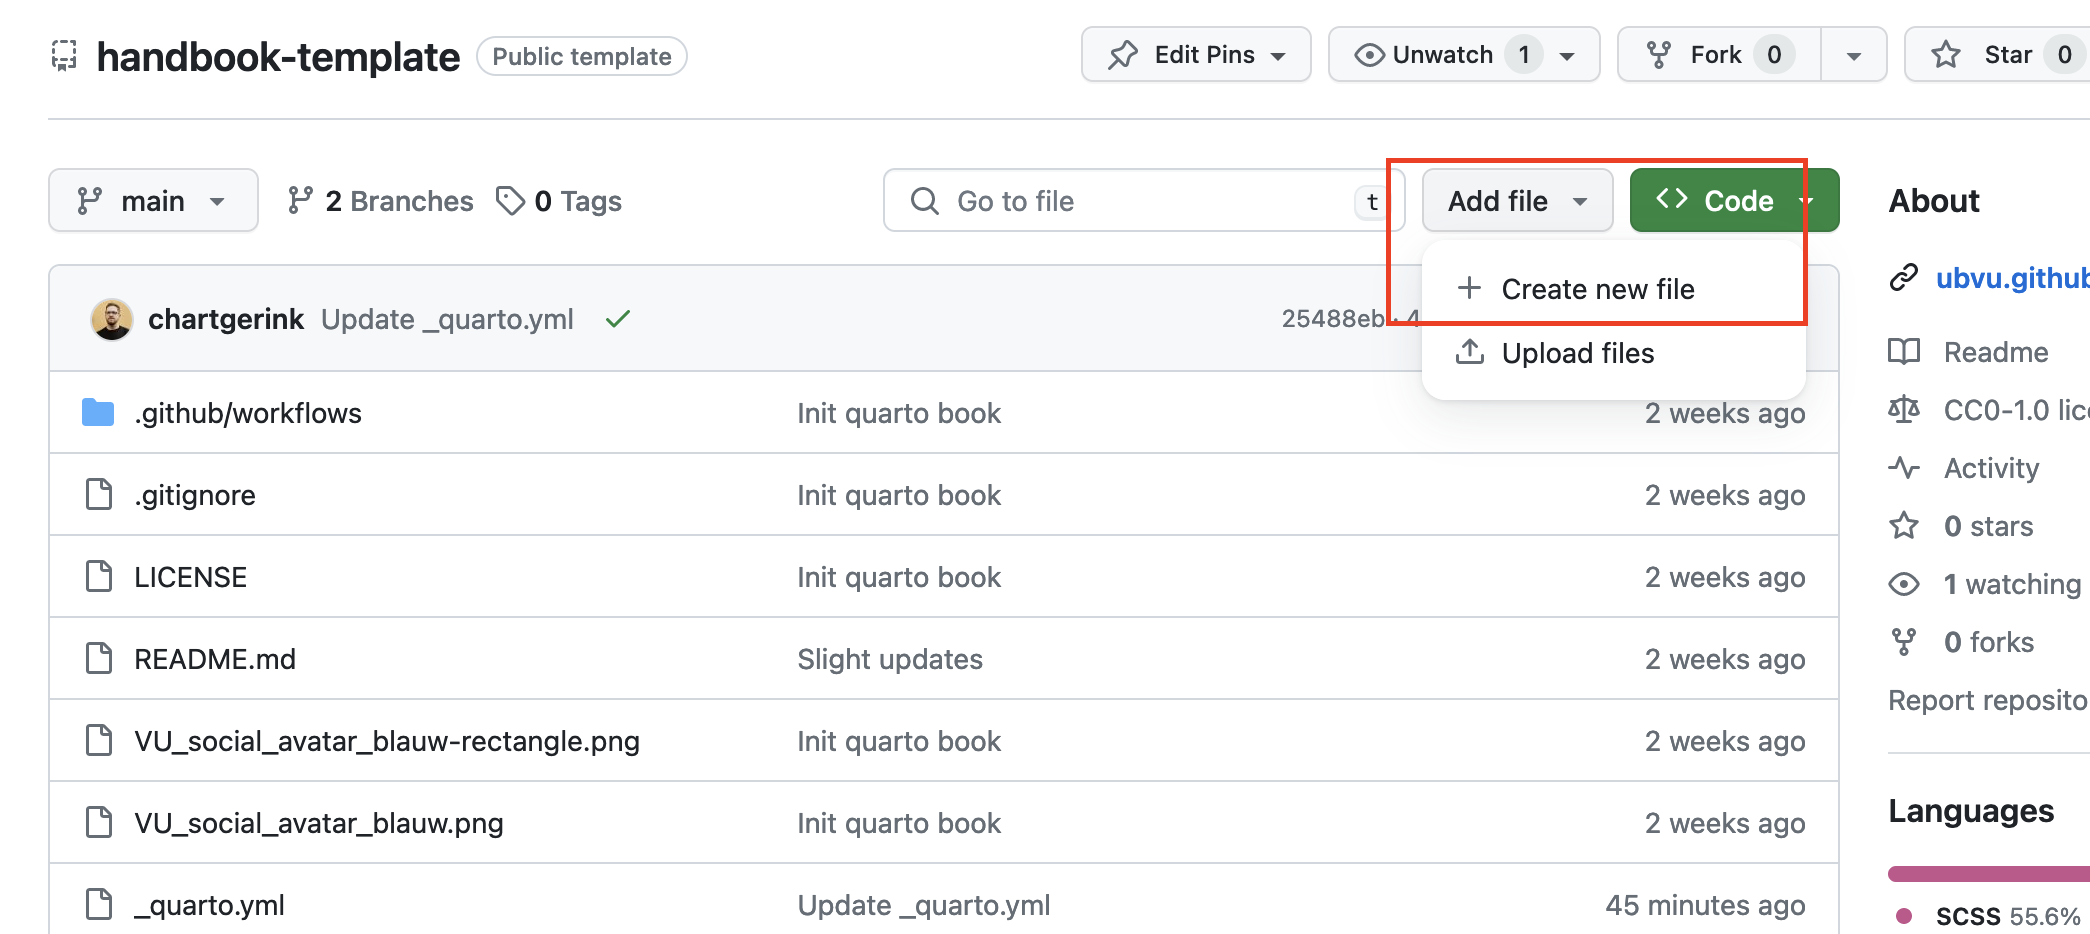 handbook-template Public template Edit Pins Unwatch 1 Fork 0 Star 0
main 2 Branches 0 Tags Go to file t Add file <> Code About
Create new file ubvu.github
chartgerink Update _quarto.yml 25488eb · 4
Upload files Readme
.github/workflows Init quarto book 2 weeks ago CC0-1.0 lic
.gitignore Init quarto book 2 weeks ago Activity
0 stars
LICENSE Init quarto book 2 weeks ago 1 watching
README.md Slight updates 2 weeks ago 0 forks
Report reposito
VU_social_avatar_blauw-rectangle.png Init quarto book 2 weeks ago
VU_social_avatar_blauw.png Init quarto book 2 weeks ago Languages
_quarto.yml Update _quarto.yml 45 minutes ago SCSS 55.6%